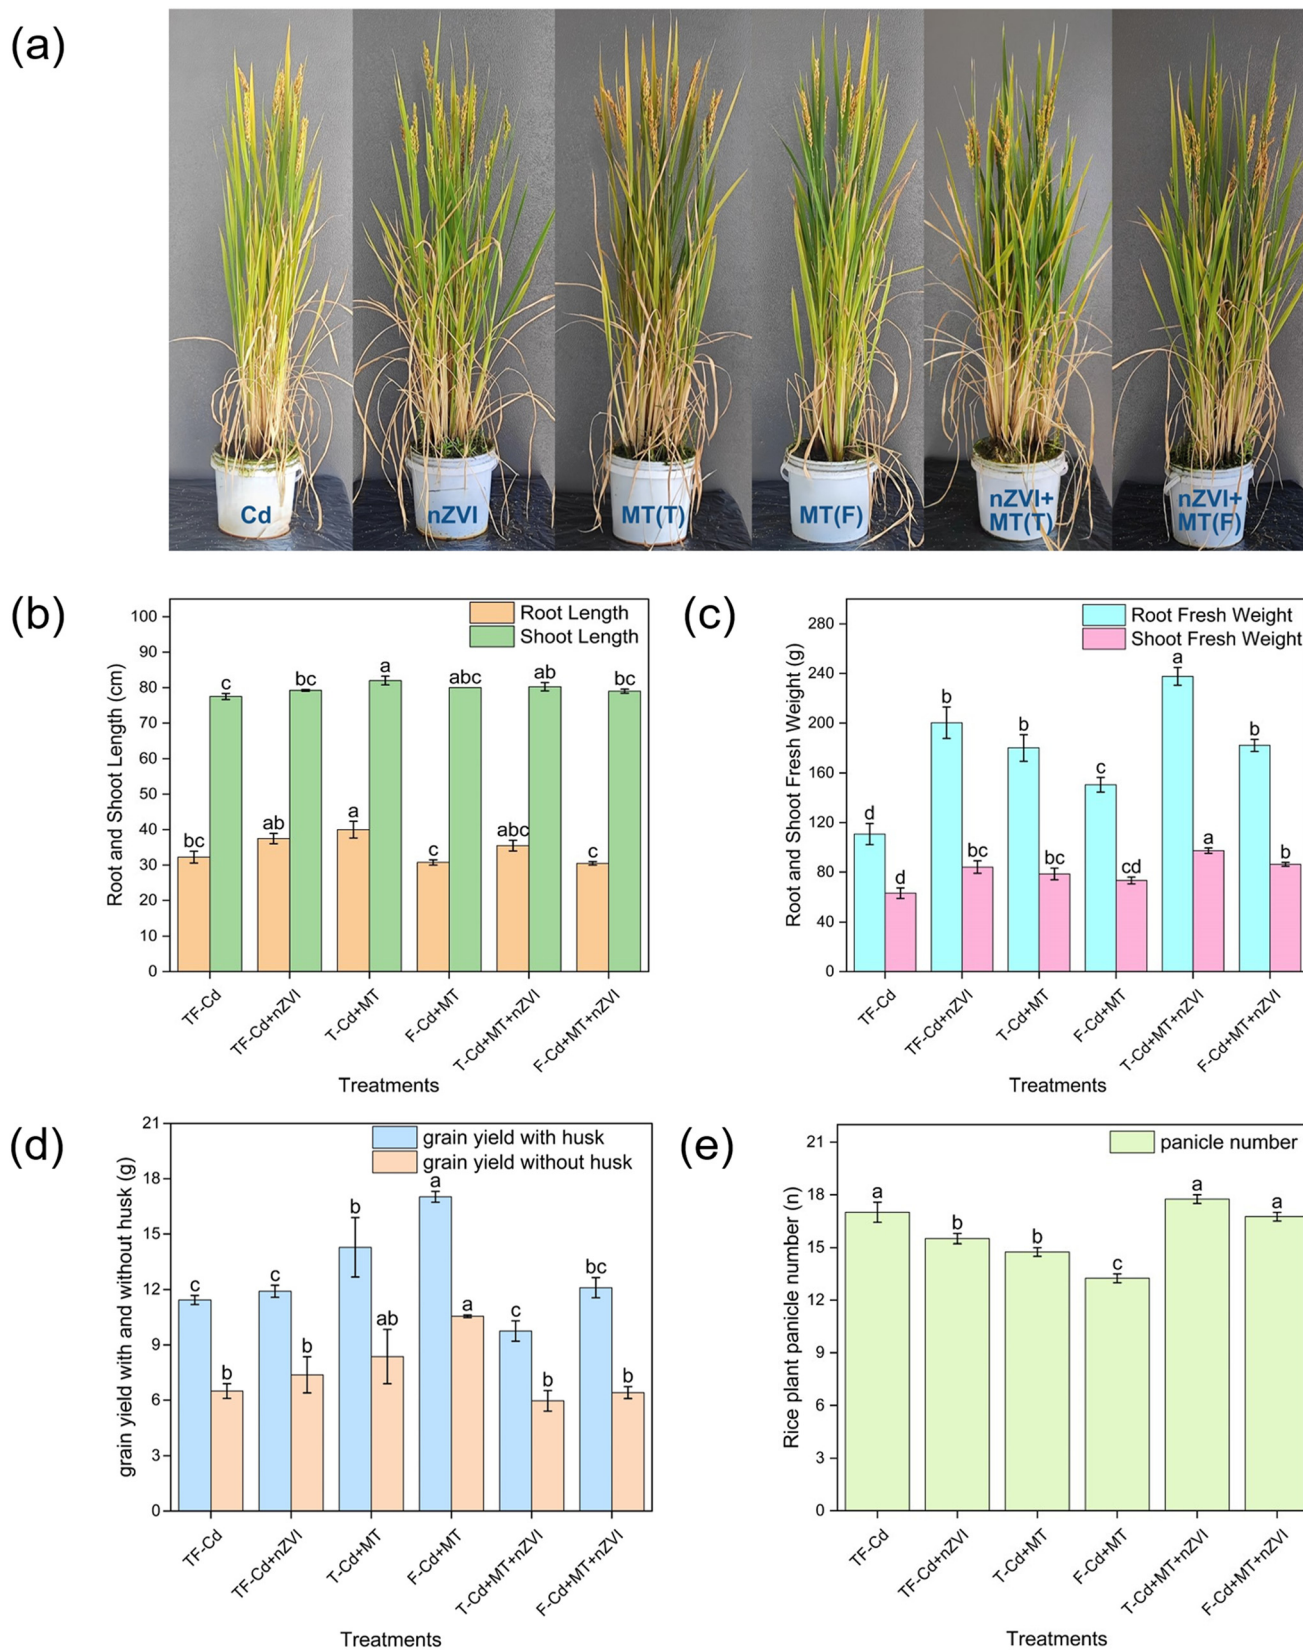 (a)
Cd
nZVI
MT(T)
MT(F)
nZVI+
MT(T)
nZVI+
MT(F)
(b)
Root and Shoot Length (cm)
100
90
80
70
60
50
40
30
20
10
0
Root Length
Shoot Length
c
bc
a
abc
ab
bc
bc
ab
a
c
abc
c
TF-Cd
TF-Cd+nZVI
T-Cd+MT
F-Cd+MT
T-Cd+MT+nZVI
F-Cd+MT+nZVI
Treatments
(c)
Root and Shoot Fresh Weight (g)
280
240
200
160
120
80
40
0
Root Fresh Weight
Shoot Fresh Weight
d
b
b
c
a
b
d
bc
bc
cd
a
b
TF-Cd
TF-Cd+nZVI
T-Cd+MT
F-Cd+MT
T-Cd+MT+nZVI
F-Cd+MT+nZVI
Treatments
(d)
grain yield with and without husk (g)
21
18
15
12
9
6
3
0
grain yield with husk
grain yield without husk
c
c
b
a
c
bc
b
b
ab
a
b
b
TF-Cd
TF-Cd+nZVI
T-Cd+MT
F-Cd+MT
T-Cd+MT+nZVI
F-Cd+MT+nZVI
Treatments
(e)
Rice plant panicle number (n)
21
18
15
12
9
6
3
0
panicle number
a
b
b
c
a
a
TF-Cd
TF-Cd+nZVI
T-Cd+MT
F-Cd+MT
T-Cd+MT+nZVI
F-Cd+MT+nZVI
Treatments